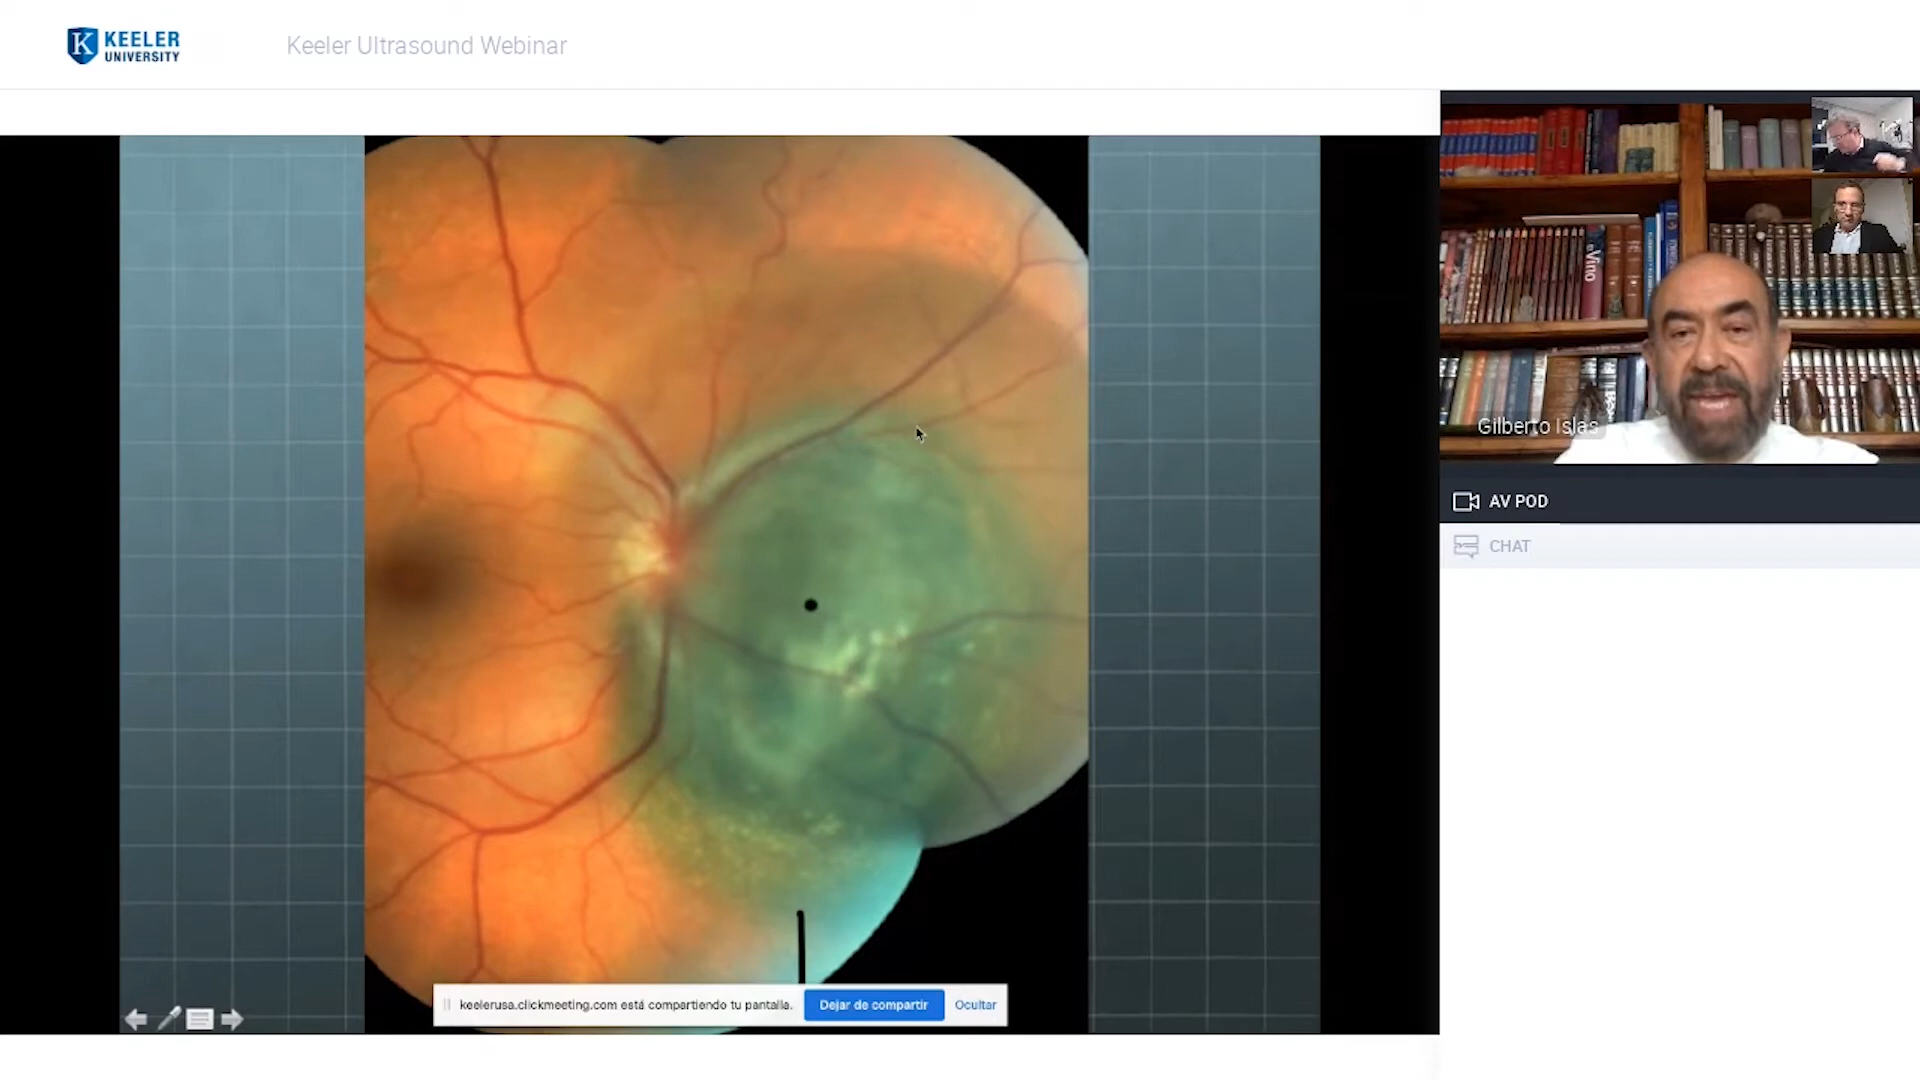 KEELER
UNIVERSITY
Keeler Ultrasound Webinar
eVino
Gilberto Islas
AV POD
CHAT
keelerusa.clickmeeting.com está compartiendo tu pantalla.
Dejar de compartir
Ocultar